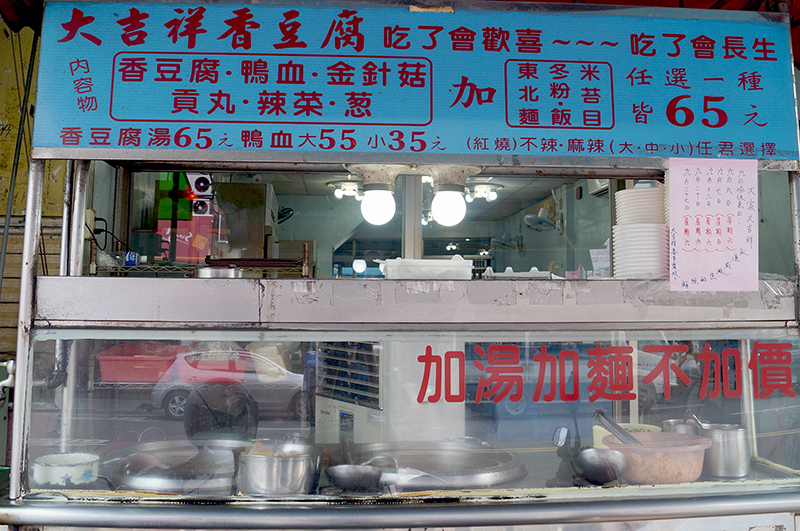 大吉祥香豆腐 吃了會歡喜~~~吃了會長生
內容物 香豆腐·鴨血·金針菇
貢丸·辣菜·葱
加 東北麵 冬粉 米苔目 飯
任選一種
皆65元
香豆腐湯65元 鴨血大55 小35元 (紅燒)不辣·麻辣(大·中·小)任君選擇
加湯加麵不加價